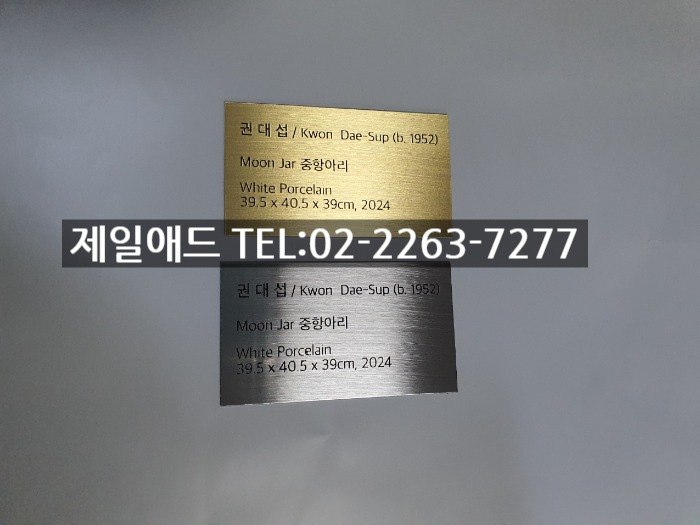 권 대 섭 / Kwon Dae-Sup (b. 1952)
Moon Jar 중항아리
White Porcelain
39.5 x 40.5 x 39cm, 2024
제일애드 TEL:02-2263-7277
권 대 섭 / Kwon Dae-Sup (b. 1952)
Moon Jar 중항아리
White Porcelain
39.5 x 40.5 x 39cm, 2024